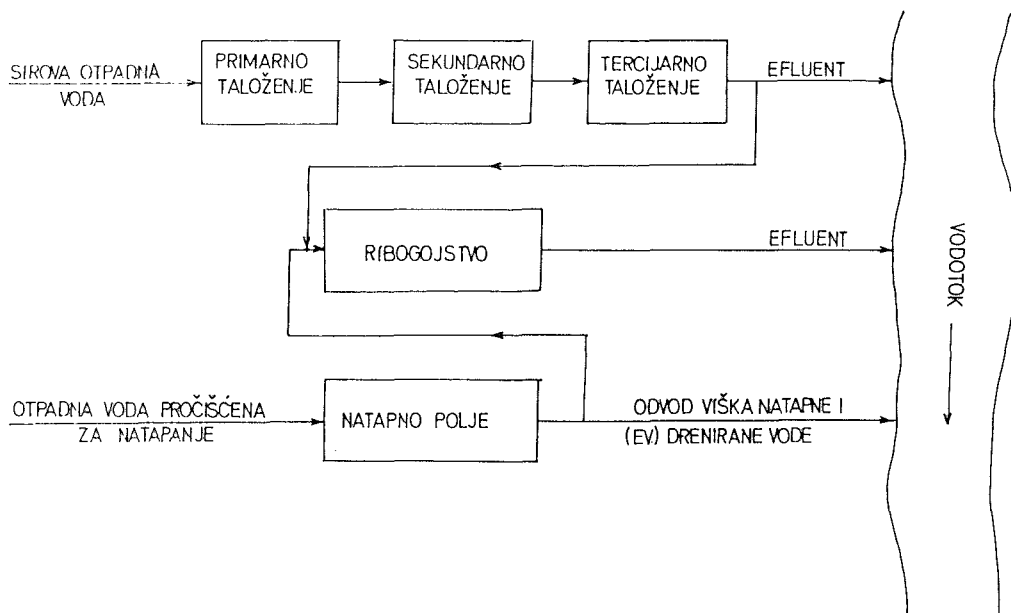 SIROVA OTPADNA
VODA
PRIMARNO
TALOŽENJE
SEKUNDARNO
TALOŽENJE
TERCIJARNO
TALOŽENJE
EFLUENT
RIBOGOJSTVO
EFLUENT
VODOTOK
OTPADNA VODA PROČIŠĆENA
ZA NATAPANJE
NATAPNO POLJE
ODVOD VIŠKA NATAPNE I
(EV.) DRENIRANE VODE